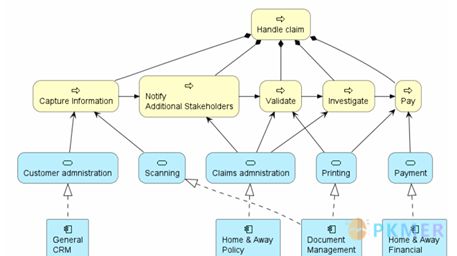 Handle claim
Capture Information
Notify
Additional Stakeholders
Validate
Investigate
Pay
Customer admnistration
Scanning
Claims admnistration
Printing
Payment
General
CRM
Home & Away
Policy
Document
Management
Home & Away
Financial
PKMER